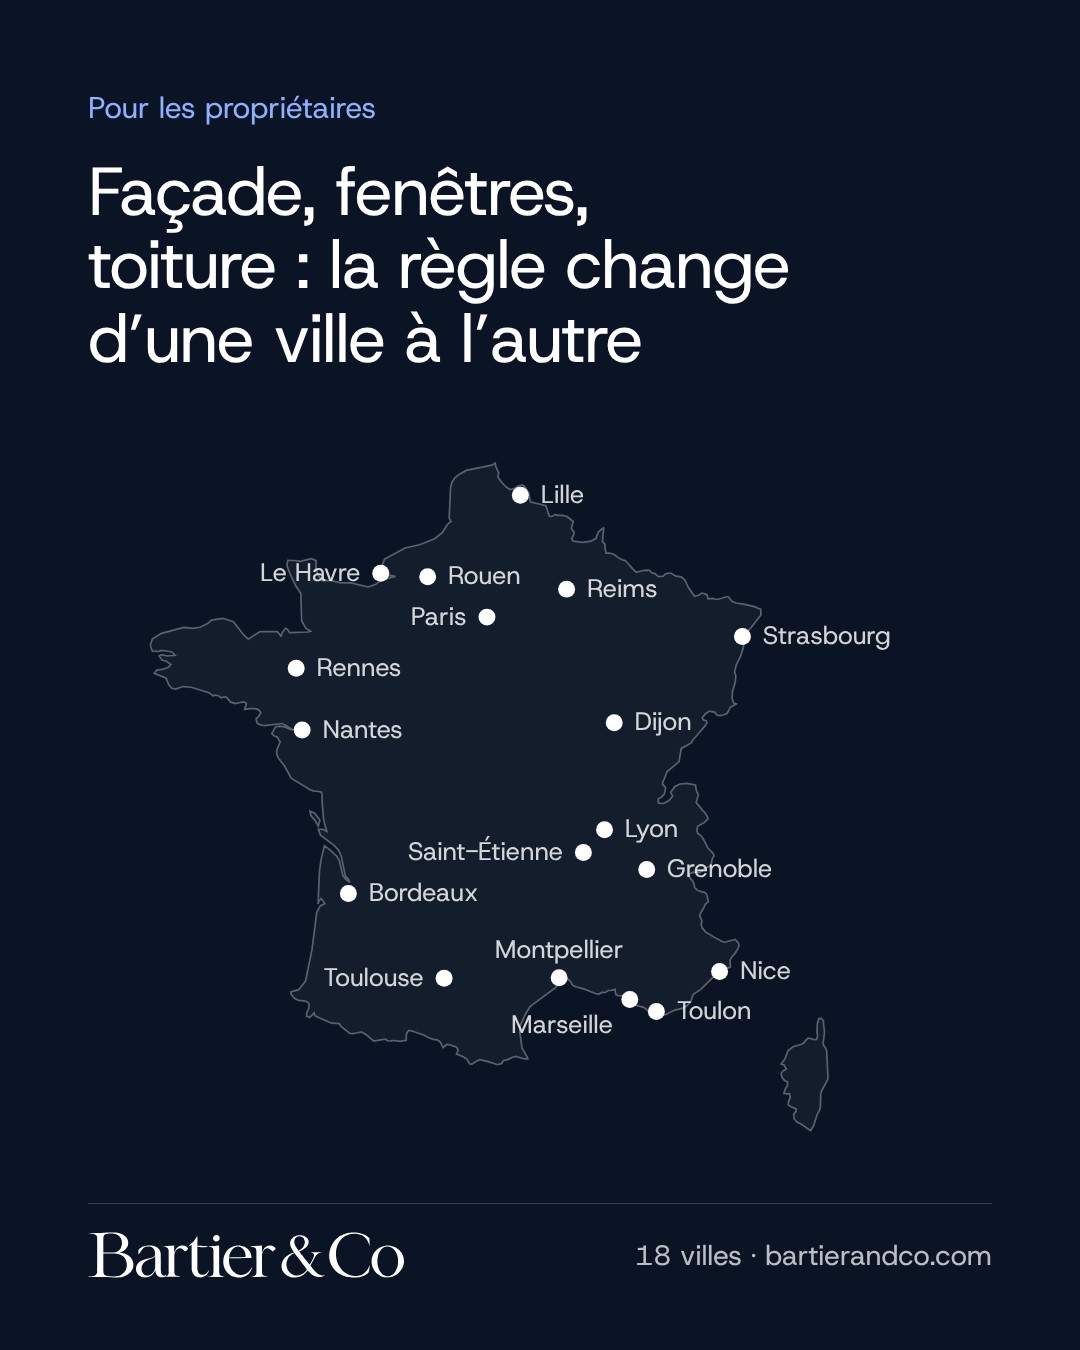 Pour les propriétaires
Façade, fenêtres,
toiture : la règle change
d’une ville à l’autre
Lille
Le Havre
Rouen
Reims
Paris
Strasbourg
Rennes
Nantes
Dijon
Lyon
Saint-Étienne
Grenoble
Bordeaux
Montpellier
Toulouse
Nice
Toulon
Marseille
Bartier & Co
18 villes · bartierandco.com